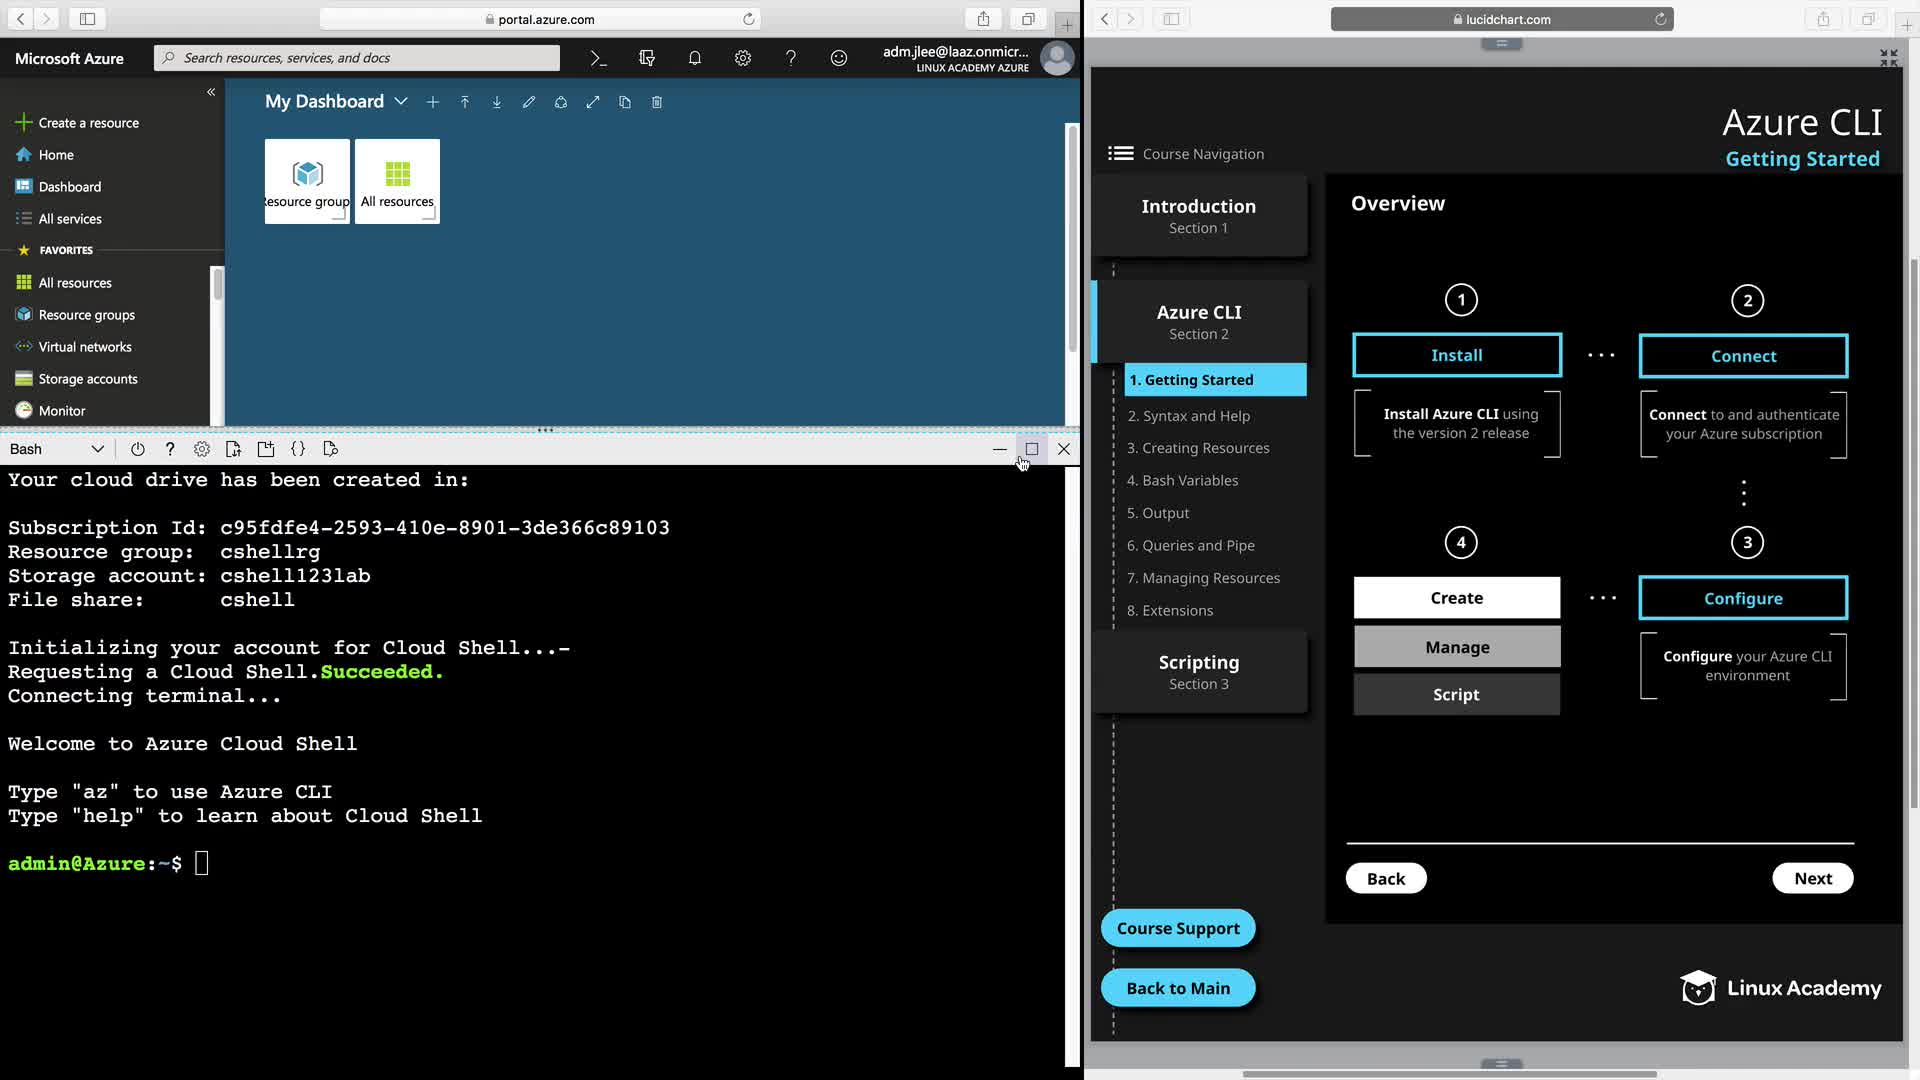 portal.azure.com
Microsoft Azure
Search resources, services, and docs
adm.jlee@laaz.onmicr...
LINUX ACADEMY AZURE
Create a resource
Home
Dashboard
All services
FAVORITES
All resources
Resource groups
Virtual networks
Storage accounts
Monitor
My Dashboard
esource group
All resources
Bash
Your cloud drive has been created in:
Subscription Id: c95fdfe4-2593-410e-8901-3de366c89103
Resource group:  cshellrg
Storage account: cshell123lab
File share:      cshell
Initializing your account for Cloud Shell...-
Requesting a Cloud Shell.Succeeded.
Connecting terminal...
Welcome to Azure Cloud Shell
Type "az" to use Azure CLI
Type "help" to learn about Cloud Shell
admin@Azure:~$
lucidchart.com
Azure CLI
Getting Started
Course Navigation
Introduction
Section 1
Azure CLI
Section 2
1. Getting Started
2. Syntax and Help
3. Creating Resources
4. Bash Variables
5. Output
6. Queries and Pipe
7. Managing Resources
8. Extensions
Scripting
Section 3
Course Support
Back to Main
Overview
1
Install
Install Azure CLI using
the version 2 release
2
Connect
Connect to and authenticate
your Azure subscription
3
Configure
Configure your Azure CLI
environment
4
Create
Manage
Script
Back
Next
Linux Academy